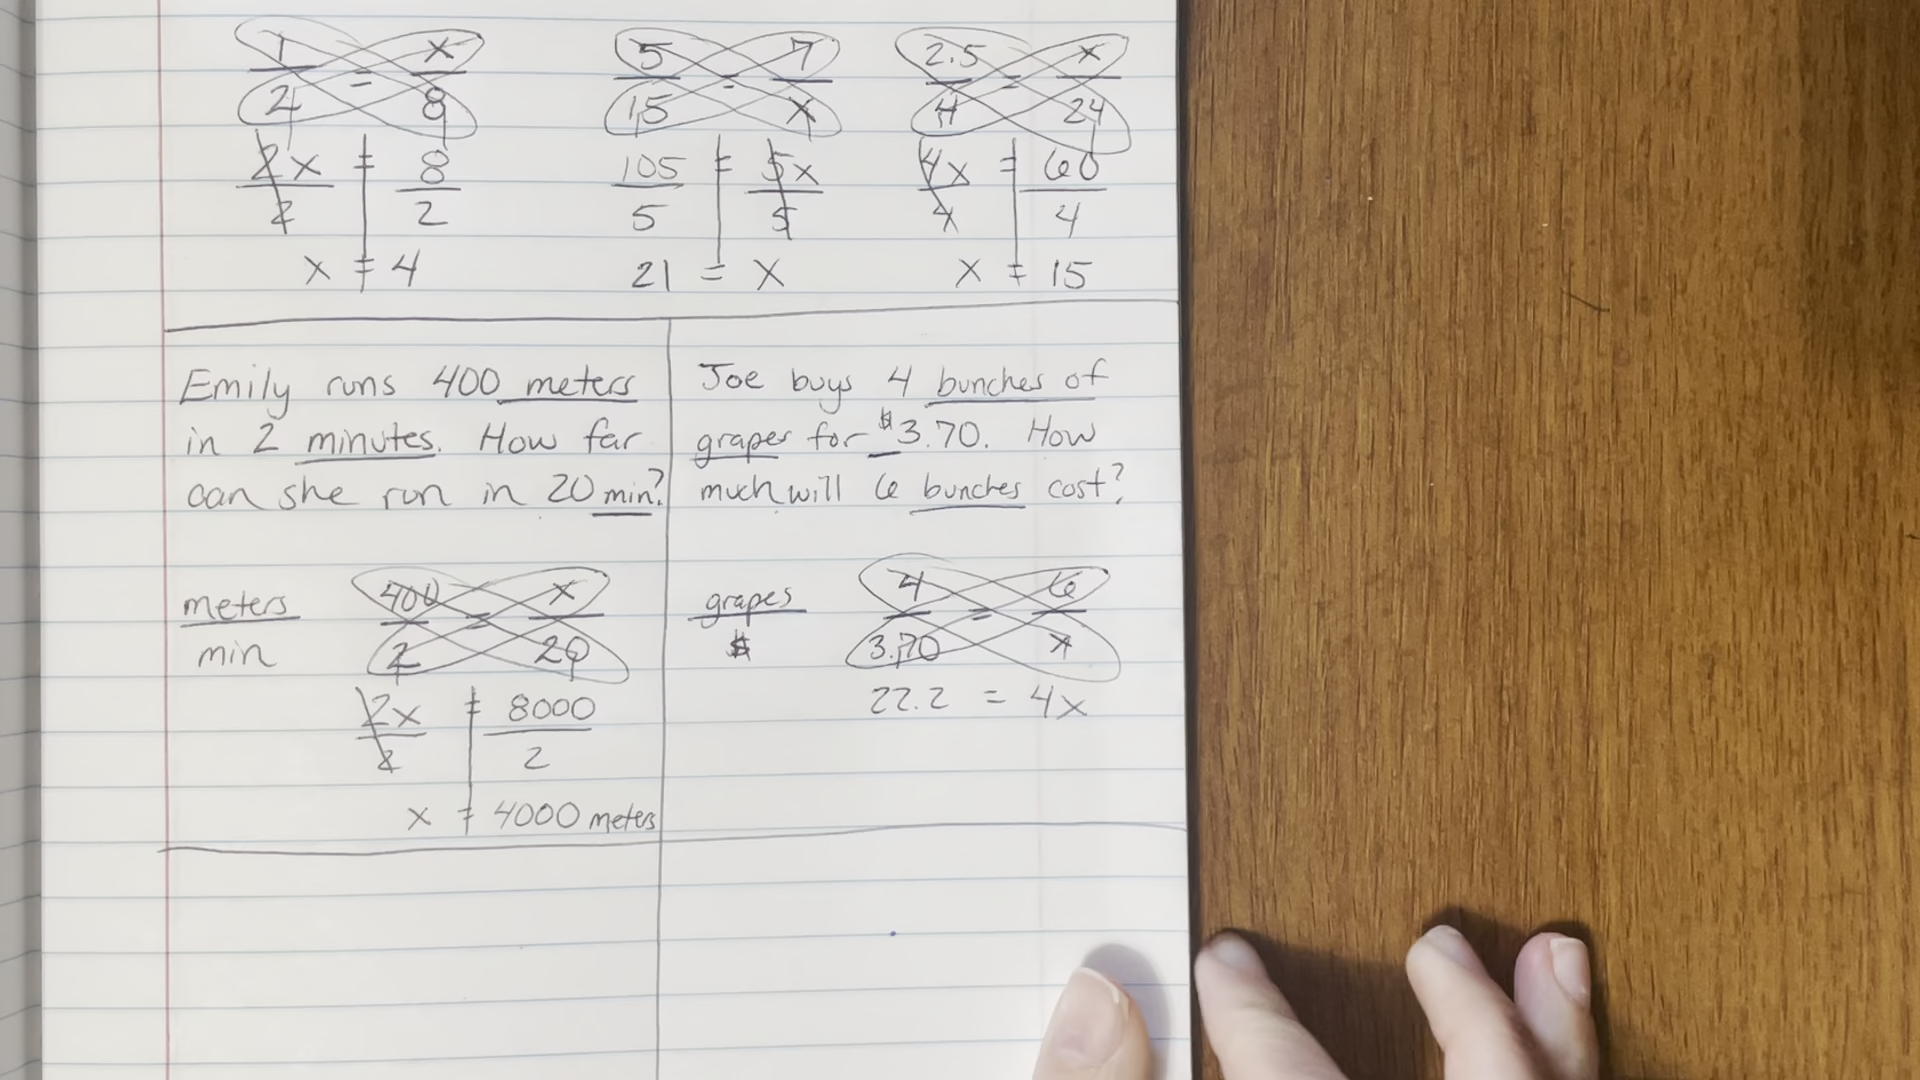 1 = x 5 = 7 2.5 = x
2 8 15 x 4 24
2x = 8 105 = 5x 4x = 60
2 2 5 5 4 4
x = 4 21 = x x = 15
Emily runs 400 meters
in 2 minutes. How far
can she run in 20 min?
meters 400 = x
min 2 20
2x = 8000
2 2
x = 4000 meters
Joe buys 4 bunches of
grapes for $3.70. How
much will 6 bunches cost?
grapes 4 = 6
$ 3.70 x
22.2 = 4x